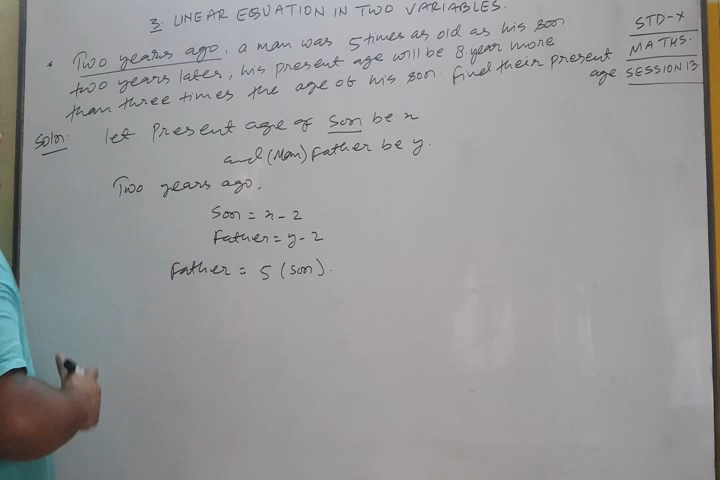 3. LINEAR EQUATION IN TWO VARIABLES.
STD-X
MATHS.
SESSION 13
* Two years ago, a man was 5 times as old as his son
two years later, his present age will be 8 year more
than three times the age of his son. find their present
age.
Soln: let Present age of Son be x
and (Man) Father be y.
Two years ago,
Son = x - 2
Father = y - 2
Father = 5 (son).